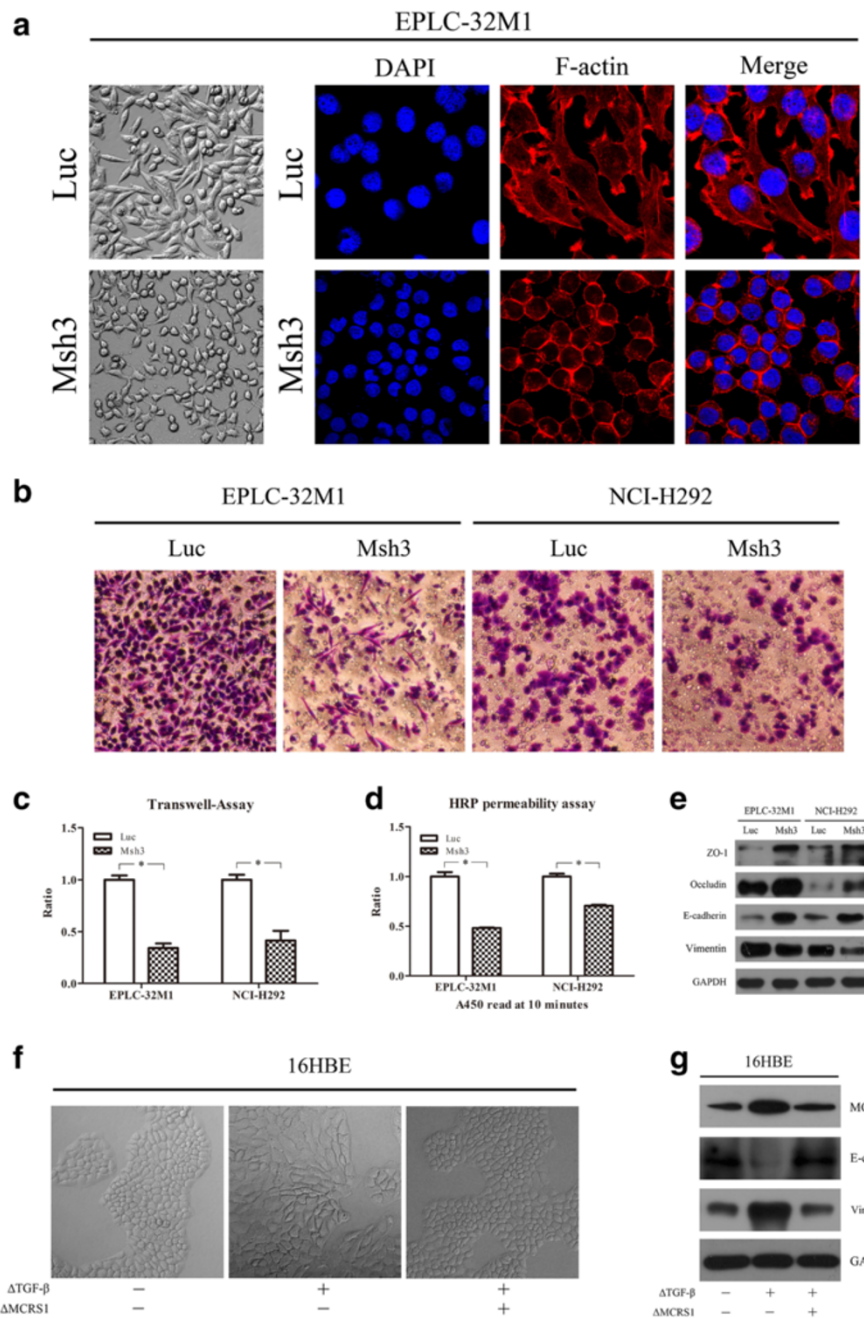 a
EPLC-32M1
DAPI F-actin Merge
Luc Luc
Msh3 Msh3
b
EPLC-32M1 NCI-H292
Luc Msh3 Luc Msh3
c
Transwell-Assay
Ratio
1.5
1.0
0.5
0.0
Luc
Msh3
* *
EPLC-32M1 NCI-H292
d
HRP permeability assay
Ratio
1.5
1.0
0.5
0.0
Luc
Msh3
* *
EPLC-32M1 NCI-H292
A450 read at 10 minutes
e
EPLC-32M1 NCI-H292
Luc Msh3 Luc Msh3
ZO-1
Occludin
E-cadherin
Vimentin
GAPDH
f
16HBE
ΔTGF-β − + +
ΔMCRS1 − − +
g
16HBE
MC
E-c
Vin
GA
ΔTGF-β − + +
ΔMCRS1 − − +